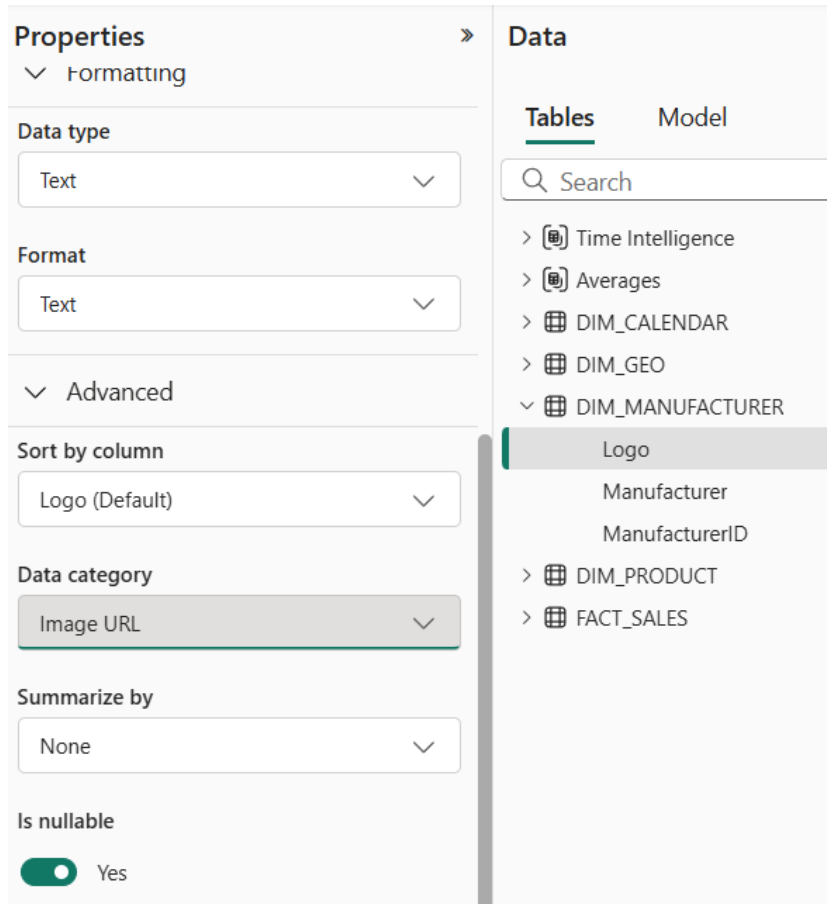 Properties
Formatting
Data type
Text
Format
Text
Advanced
Sort by column
Logo (Default)
Data category
Image URL
Summarize by
None
Is nullable
Yes
Data
Tables Model
Search
Time Intelligence
Averages
DIM_CALENDAR
DIM_GEO
DIM_MANUFACTURER
Logo
Manufacturer
ManufacturerID
DIM_PRODUCT
FACT_SALES